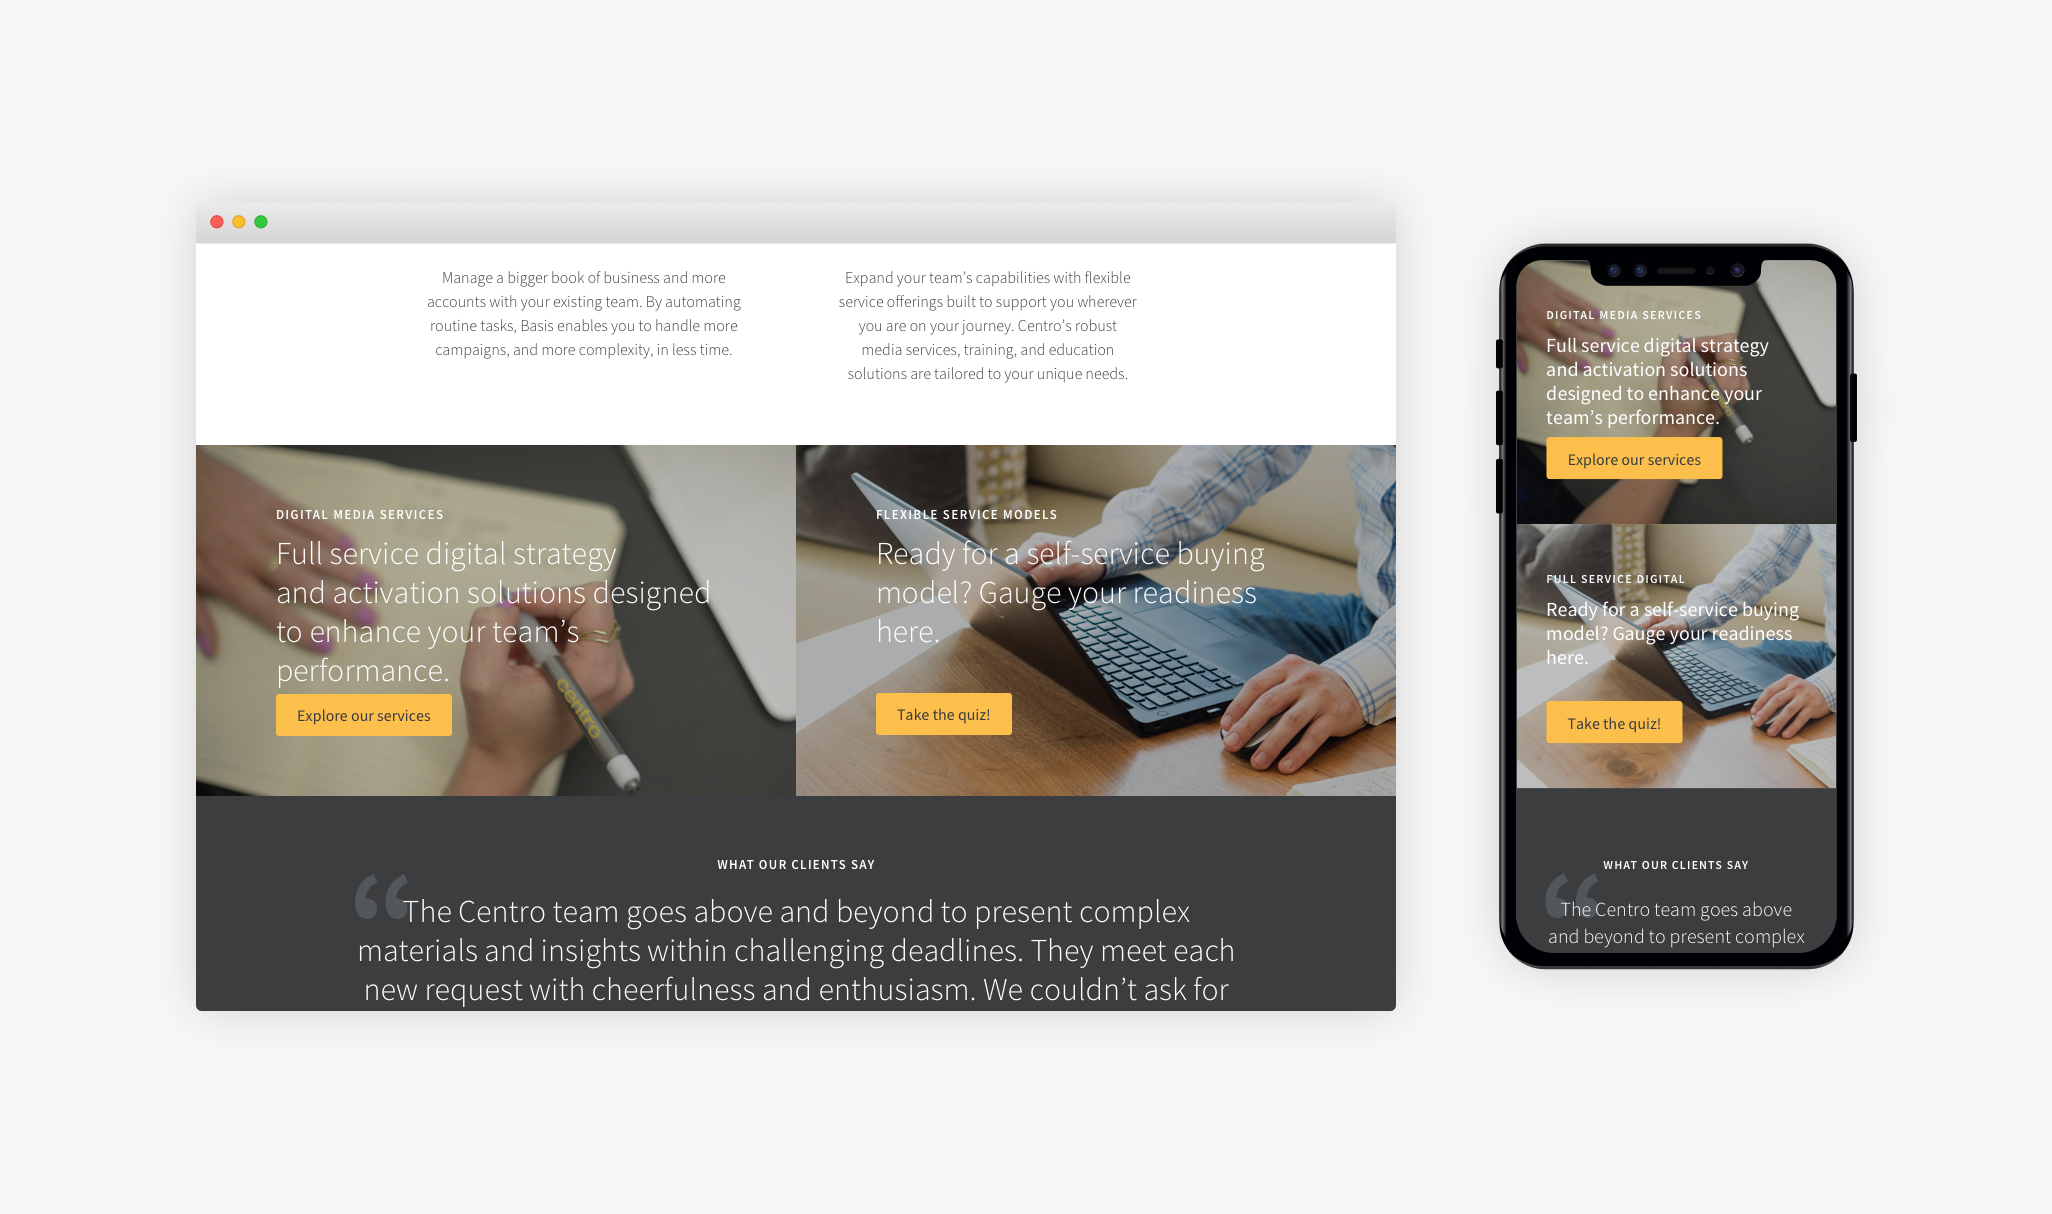 Manage a bigger book of business and more
accounts with your existing team. By automating
routine tasks, Basis enables you to handle more
campaigns, and more complexity, in less time.
Expand your team’s capabilities with flexible
service offerings built to support you wherever
you are on your journey. Centro’s robust
media services, training, and education
solutions are tailored to your unique needs.
DIGITAL MEDIA SERVICES
Full service digital strategy
and activation solutions designed
to enhance your team’s
performance.
Explore our services
centro
FLEXIBLE SERVICE MODELS
Ready for a self-service buying
model? Gauge your readiness
here.
Take the quiz!
WHAT OUR CLIENTS SAY
“The Centro team goes above and beyond to present complex
materials and insights within challenging deadlines. They meet each
new request with cheerfulness and enthusiasm. We couldn’t ask for
DIGITAL MEDIA SERVICES
Full service digital strategy
and activation solutions
designed to enhance your
team’s performance.
Explore our services
FULL SERVICE DIGITAL
Ready for a self-service buying
model? Gauge your readiness
here.
Take the quiz!
WHAT OUR CLIENTS SAY
“The Centro team goes above
and beyond to present complex